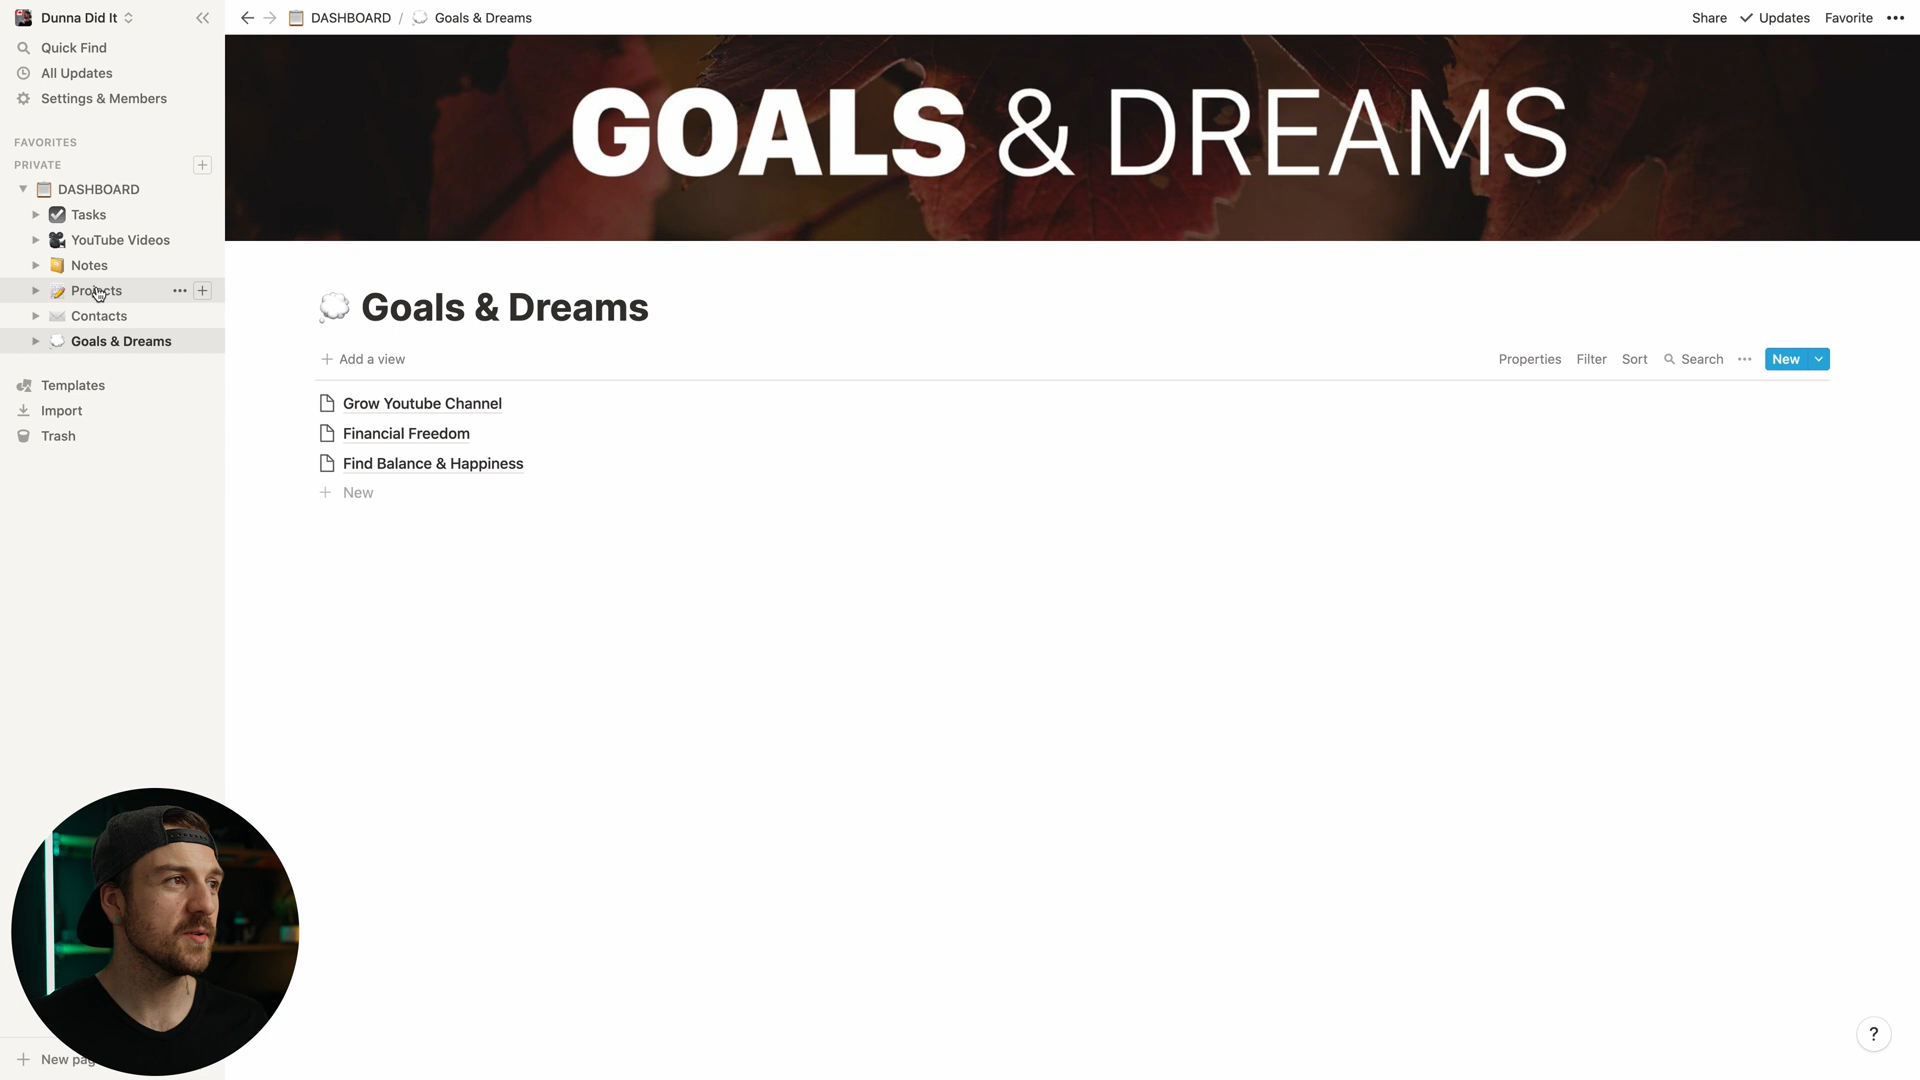 Dunna Did It
DASHBOARD / Goals & Dreams
Share Updates Favorite
Quick Find
All Updates
Settings & Members
FAVORITES
PRIVATE
DASHBOARD
Tasks
YouTube Videos
Notes
Projects
Contacts
Goals & Dreams
Templates
Import
Trash
New pag
GOALS & DREAMS
Goals & Dreams
Add a view
Properties Filter Sort Search New
Grow Youtube Channel
Financial Freedom
Find Balance & Happiness
New
?